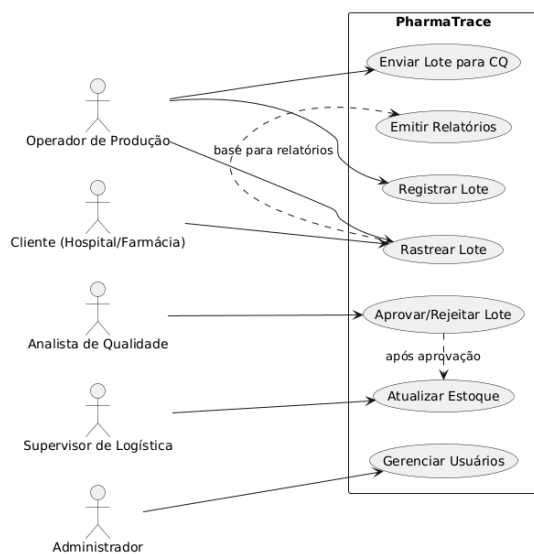 PharmaTrace
Enviar Lote para CQ
Operador de Produção
Emitir Relatórios
base para relatórios
Registrar Lote
Cliente (Hospital/Farmácia)
Rastrear Lote
Analista de Qualidade
Aprovar/Rejeitar Lote
após aprovação
Supervisor de Logística
Atualizar Estoque
Gerenciar Usuários
Administrador